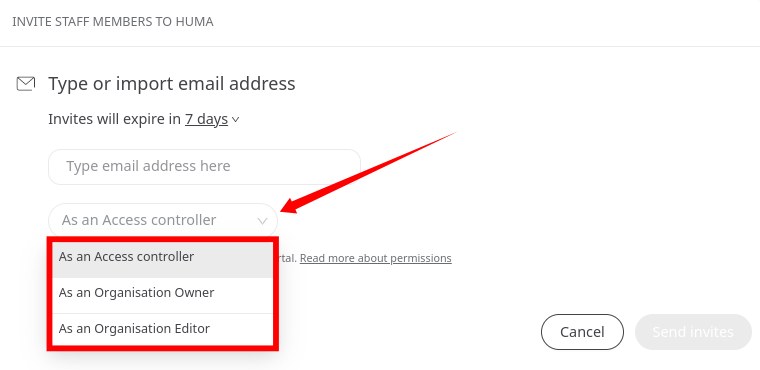 INVITE STAFF MEMBERS TO HUMA
Type or import email address
Invites will expire in 7 days
Type email address here
As an Access controller
As an Access controller
rtal. Read more about permissions
As an Organisation Owner
As an Organisation Editor
Cancel
Send invites